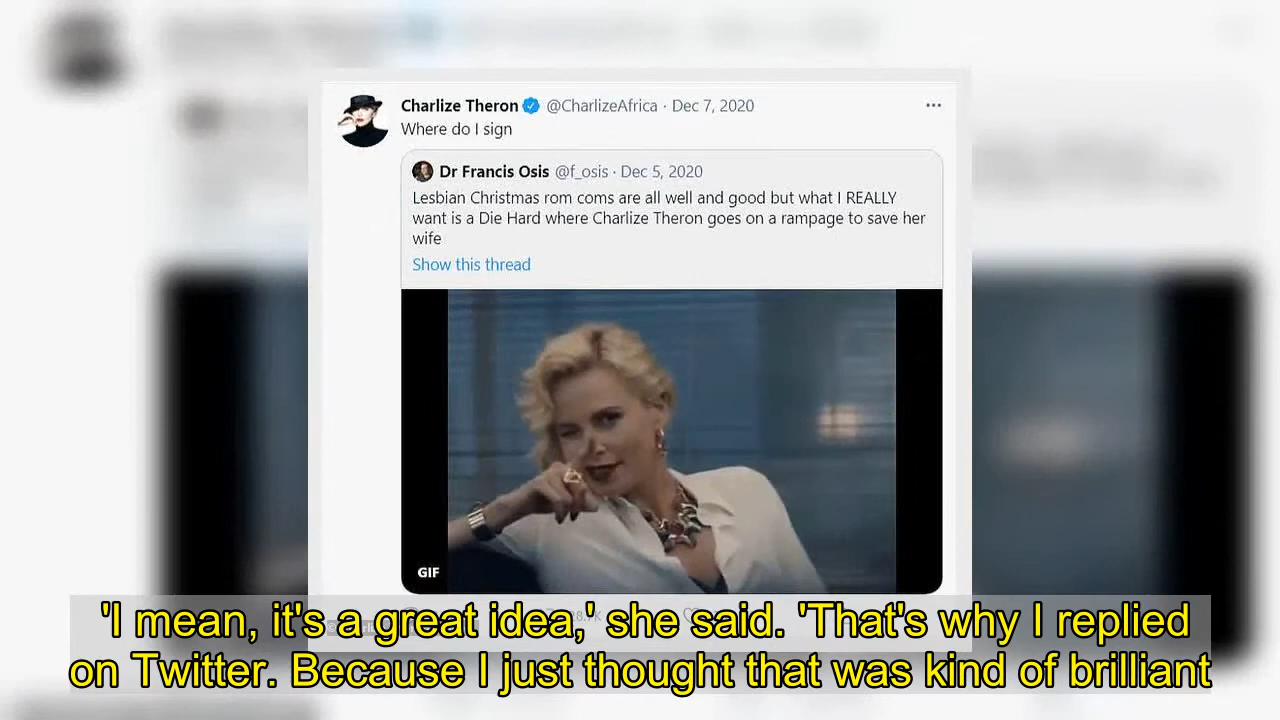 Charlize Theron @CharlizeAfrica · Dec 7, 2020
Where do I sign
Dr Francis Osis @f_osis · Dec 5, 2020
Lesbian Christmas rom coms are all well and good but what I REALLY
want is a Die Hard where Charlize Theron goes on a rampage to save her
wife
Show this thread
GIF
'I mean, it's a great idea,' she said. 'That's why I replied
on Twitter. Because I just thought that was kind of brilliant